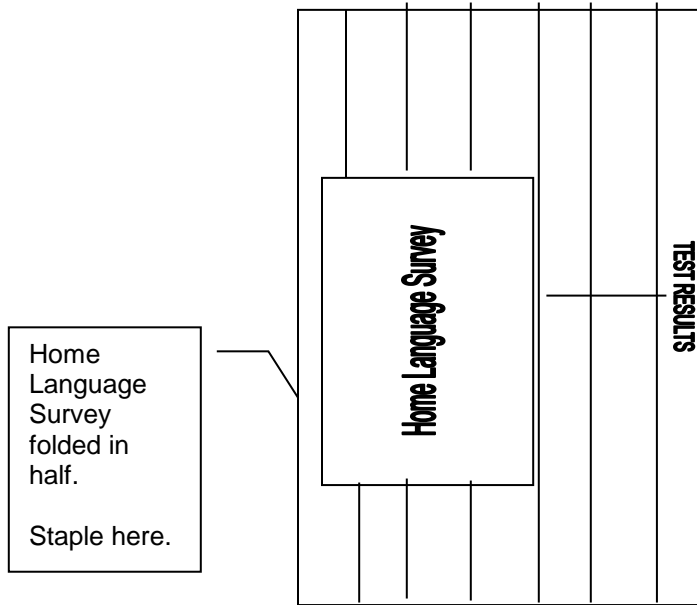 Home
Language
Survey
folded in
half.
Staple here.
Home Language Survey
TEST RESULTS